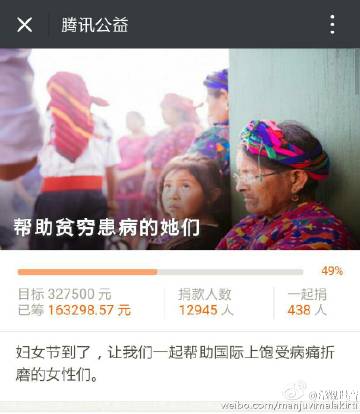 腾讯公益
帮助贫穷患病的她们
49%
目标 327500 元
捐款人数
一起捐
已筹 163298.57 元
12945 人
438 人
妇女节到了，让我们一起帮助国际上饱受病痛折
磨的女性们。
weibo.com/manjuvimalakirti